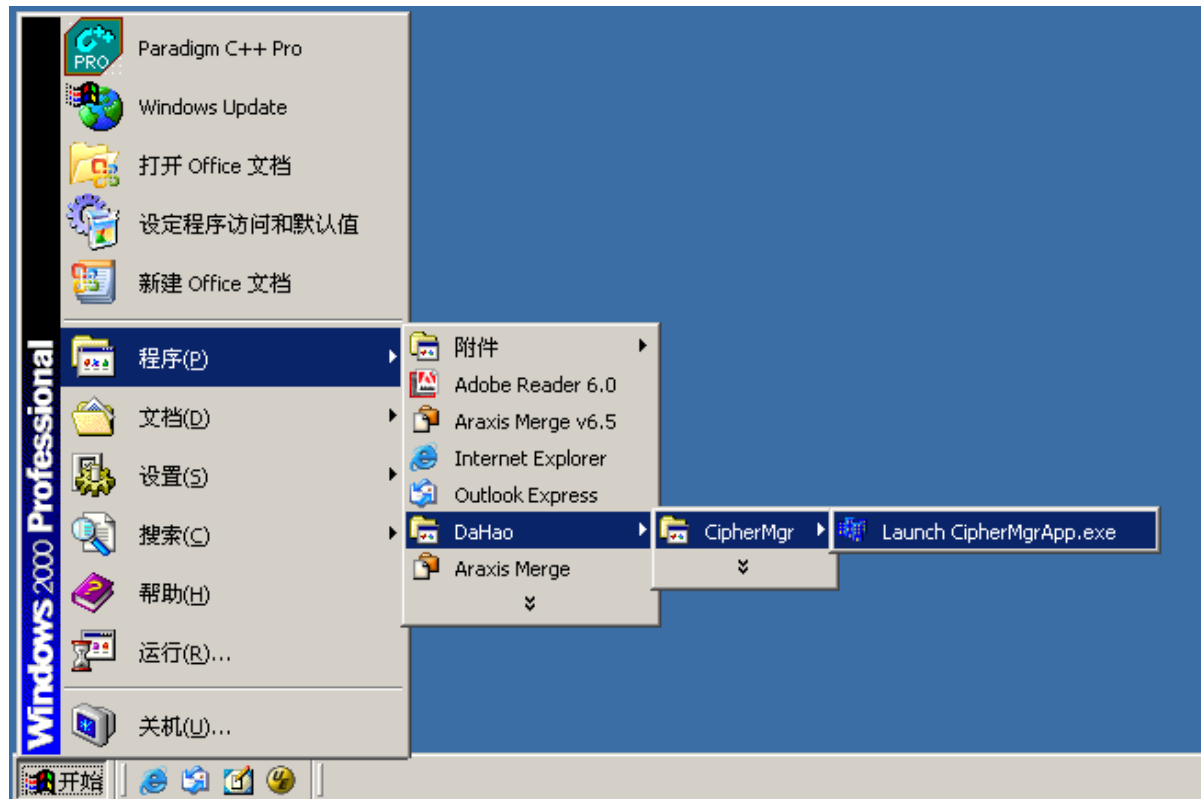 PRO
Paradigm C++ Pro
Windows Update
打开 Office 文档
设定程序访问和默认值
新建 Office 文档
程序(P)
文档(D)
设置(S)
搜索(C)
帮助(H)
运行(R)...
关机(U)...
Windows 2000 Professional
附件
Adobe Reader 6.0
Araxis Merge v6.5
Internet Explorer
Outlook Express
DaHao
Araxis Merge
CipherMgr
Launch CipherMgrApp.exe
开始